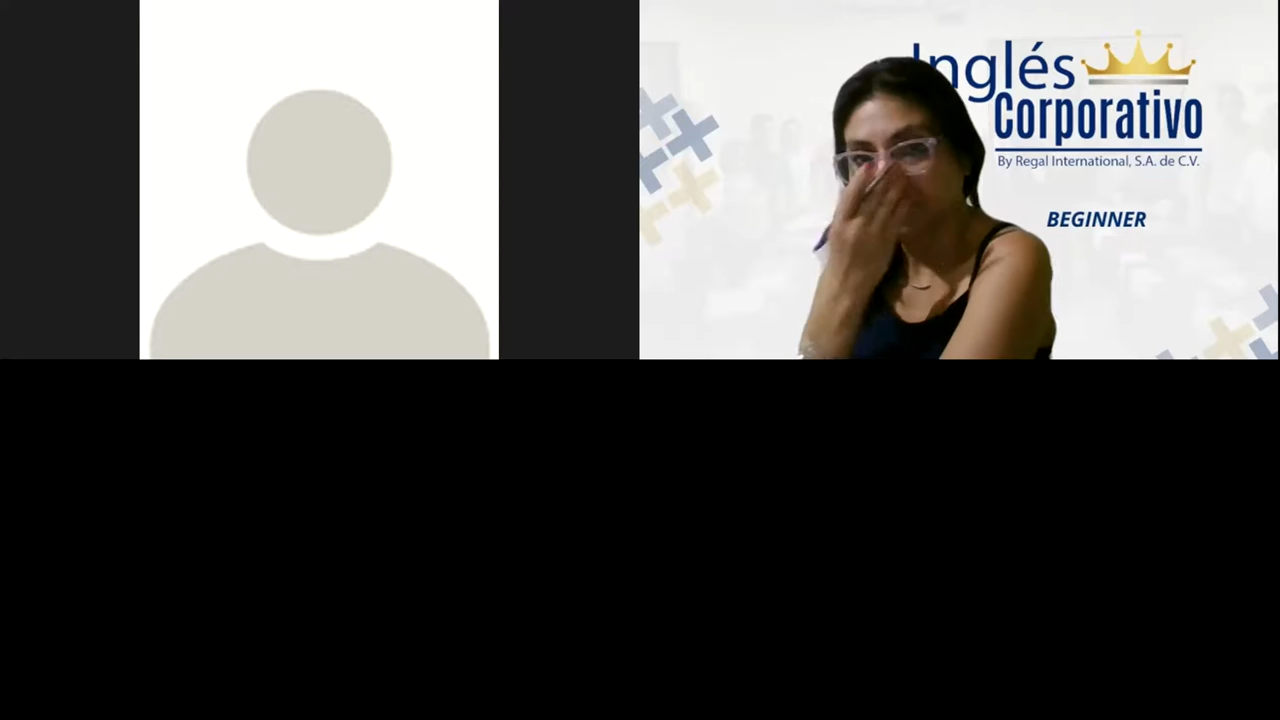 Inglés
Corporativo
By Regal International, S.A. de C.V.
BEGINNER